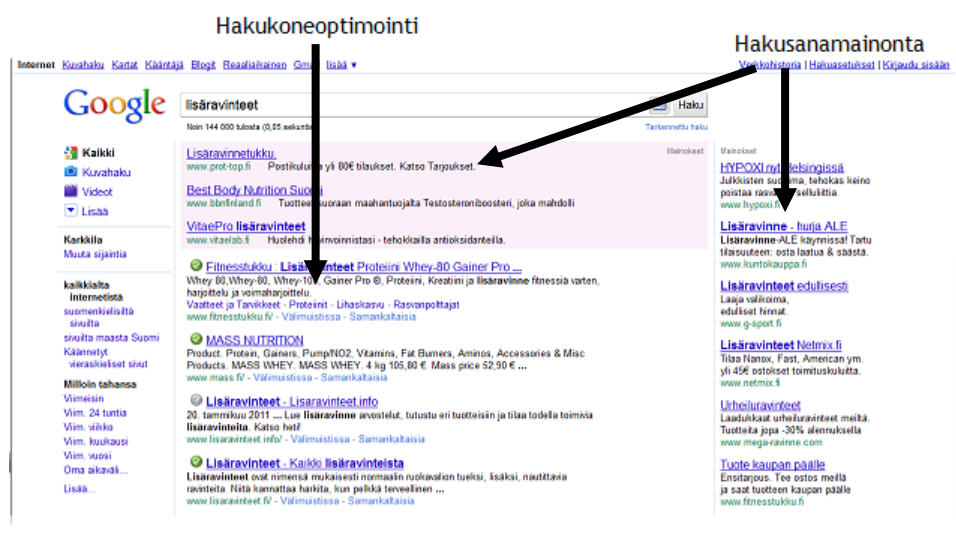 Hakukoneoptimointi
Hakusanamainonta
Internet Kuvahaku Kartat Kääntäjä Blogit Reaaliaikainen Gmail lisää ▼
Verkkohistoria | Hakuasetukset | Kirjaudu sisään
Google
lisäravinteet
Haku
Noin 144 000 tulosta (0,05 sekuntia)
Tarkennettu haku
Kaikki
Kuvahaku
Videot
Lisää
Karkkila
Muuta sijaintia
kaikkialta
internetistä
suomenkielisiltä
sivuilta
sivuilta maasta Suomi
Käännetyt
vieraskieliset sivut
Milloin tahansa
Viimeisin
Viim. 24 tuntia
Viim. viikko
Viim. kuukausi
Viim. vuosi
Oma aikaväli...
Lisää...
Lisäravinnetukku.
Mainokset
www.prot-top.fi Postikuluitta yli 80€ tilaukset. Katso Tarjoukset.
Best Body Nutrition Suomi
www.bbnfinland.fi Tuotteet suoraan maahantuojalta Testosteroniboosteri, joka mahdolli
VitaePro lisäravinteet
www.vitaelab.fi Huolehdi hyvinvoinnistasi - tehokkailla antioksidanteilla.
Fitnesstukku : Lisäravinteet Proteiini Whey-80 Gainer Pro ...
Whey 80,Whey-80, Whey-100, Gainer Pro ®, Proteiini, Kreatiini ja lisäravinne fitnessiä varten,
harjoittelu ja voimaharjoittelu.
Vaatteet ja Tarvikkeet - Proteiinit - Lihaskasvu - Rasvanpolttajat
www.fitnesstukku.fi/ - Välimuistissa - Samankaltaisia
MASS NUTRITION
Product. Protein, Gainers, Pump/NO2, Vitamins, Fat Burners, Aminos, Accessories & Misc
Products. MASS WHEY. MASS WHEY. 4 kg 105,80 €. Mass price 52,90 € ...
www.mass.fi/ - Välimuistissa - Samankaltaisia
Lisäravinteet - Lisaravinteet.info
20. tammikuu 2011 ... Lue lisäravinne arvostelut, tutustu eri tuotteisiin ja tilaa todella toimivia
lisäravinteita. Katso heti!
www.lisaravinteet.info/ - Välimuistissa - Samankaltaisia
Lisäravinteet - Kaikki lisäravinteista
Lisäravinteet ovat nimensä mukaisesti normaalin ruokavalion tueksi, lisäksi, nautittavia
ravinteita. Niitä kannattaa harkita, kun pelkkä terveellinen ...
www.lisaravinteet.fi/ - Välimuistissa - Samankaltaisia
Mainokset
HYPOXI nyt Helsingissä
Julkkisten suosima, tehokas keino
poistaa rasvaa ja selluliittia.
www.hypoxi.fi
Lisäravinne - hurja ALE
Lisäravinne-ALE käynnissä! Tartu
tilaisuuteen: osta laatua & säästä.
www.kuntokauppa.fi
Lisäravinteet edullisesti
Laaja valikoima,
edulliset hinnat.
www.g-sport.fi
Lisäravinteet Netmix.fi
Tilaa Nanox, Fast, American ym.
yli 45€ ostokset toimituskuluitta.
www.netmix.fi
Urheiluravinteet
Laadukkaat urheiluravinteet meiltä.
Tuotteita jopa -30% alennuksella
www.mega-ravinne.com
Tuote kaupan päälle
Ensitarjous. Tee ostos meillä
ja saat tuotteen kaupan päälle
www.fitnesstukku.fi